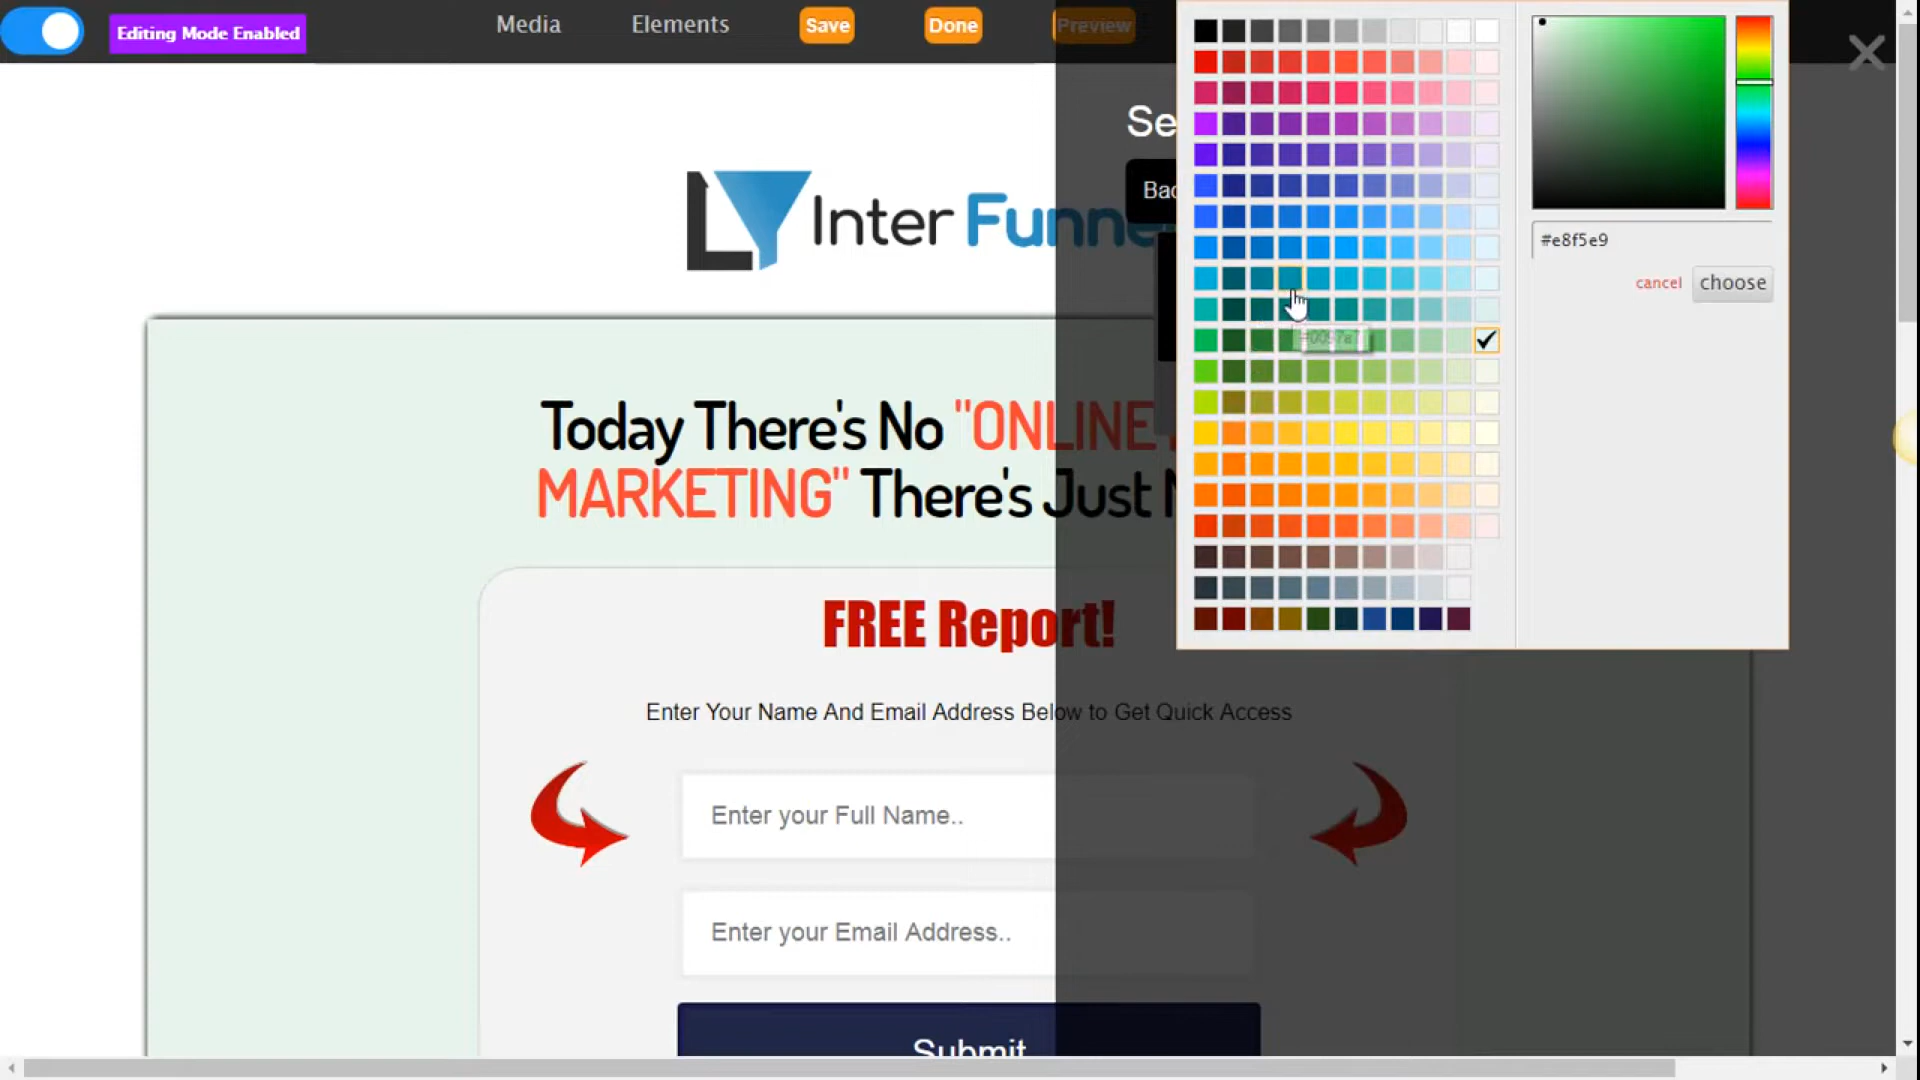 Editing Mode Enabled
Media
Elements
Save
Done
Preview
Se
Bac
Inter Funne
#e8f5e9
cancel
choose
Today There's No "ONLINE
MARKETING" There's Just
FREE Report!
Enter Your Name And Email Address Below to Get Quick Access
Enter your Full Name..
Enter your Email Address..
Submit